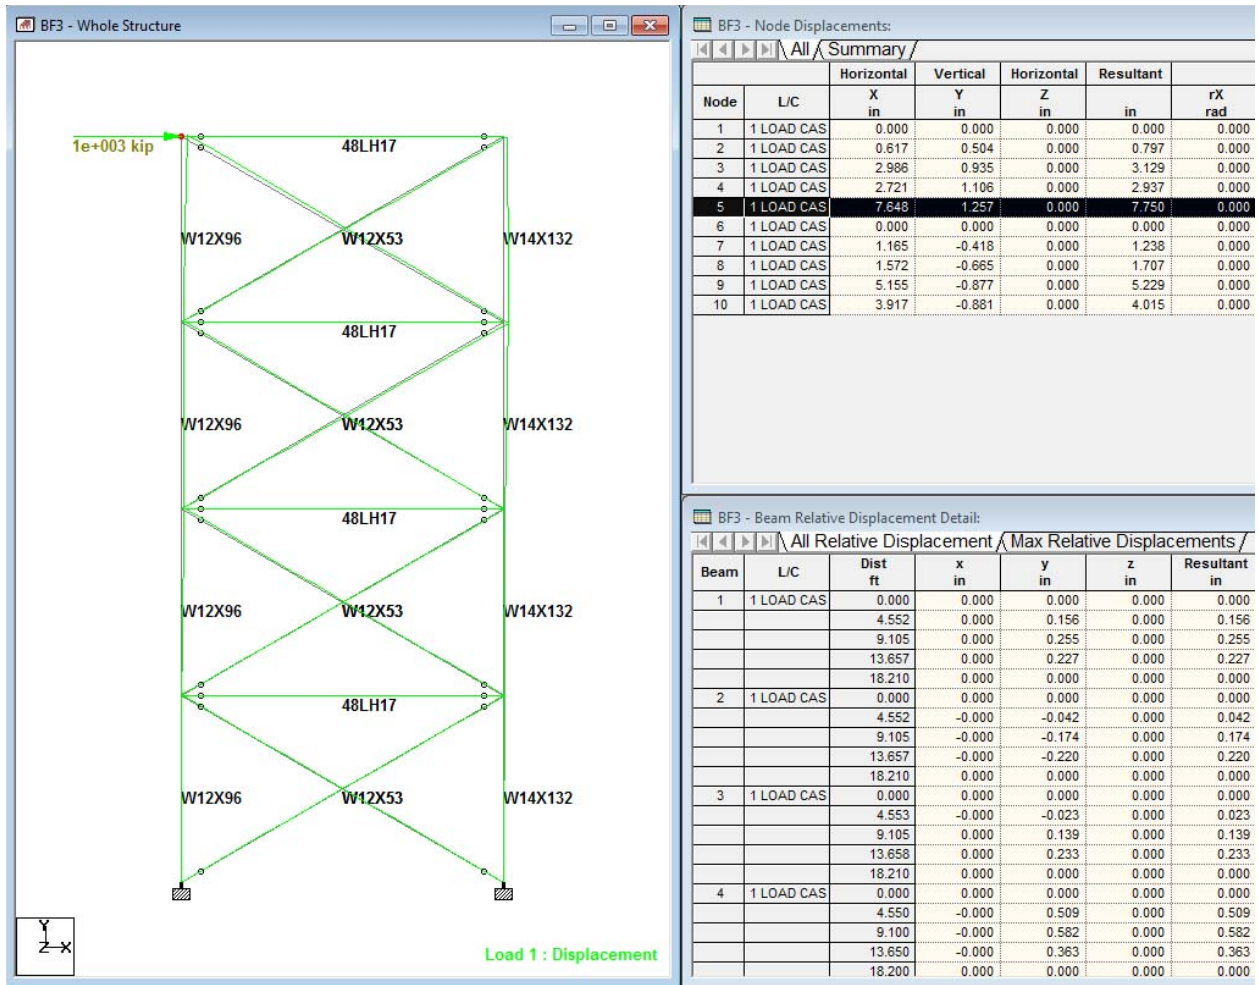 BF3 - Whole Structure
1e+003 kip
48LH17
W12X96 W12X53 W14X132
48LH17
W12X96 W12X53 W14X132
48LH17
W12X96 W12X53 W14X132
48LH17
W12X96 W12X53 W14X132
Y
Z X
Load 1 : Displacement
BF3 - Node Displacements:
All Summary
Horizontal Vertical Horizontal Resultant
Node L/C X in Y in Z in in rX rad
1 1 LOAD CAS 0.000 0.000 0.000 0.000 0.000
2 1 LOAD CAS 0.617 0.504 0.000 0.797 0.000
3 1 LOAD CAS 2.986 0.935 0.000 3.129 0.000
4 1 LOAD CAS 2.721 1.106 0.000 2.937 0.000
5 1 LOAD CAS 7.648 1.257 0.000 7.750 0.000
6 1 LOAD CAS 0.000 0.000 0.000 0.000 0.000
7 1 LOAD CAS 1.165 -0.418 0.000 1.238 0.000
8 1 LOAD CAS 1.572 -0.665 0.000 1.707 0.000
9 1 LOAD CAS 5.155 -0.877 0.000 5.229 0.000
10 1 LOAD CAS 3.917 -0.881 0.000 4.015 0.000
BF3 - Beam Relative Displacement Detail:
All Relative Displacement Max Relative Displacements
Beam L/C Dist ft x in y in z in Resultant in
1 1 LOAD CAS 0.000 0.000 0.000 0.000 0.000
4.552 0.000 0.156 0.000 0.156
9.105 0.000 0.255 0.000 0.255
13.657 0.000 0.227 0.000 0.227
18.210 0.000 0.000 0.000 0.000
2 1 LOAD CAS 0.000 0.000 0.000 0.000 0.000
4.552 -0.000 -0.042 0.000 0.042
9.105 -0.000 -0.174 0.000 0.174
13.657 -0.000 -0.220 0.000 0.220
18.210 0.000 0.000 0.000 0.000
3 1 LOAD CAS 0.000 0.000 0.000 0.000 0.000
4.553 -0.000 -0.023 0.000 0.023
9.105 0.000 0.139 0.000 0.139
13.658 0.000 0.233 0.000 0.233
18.210 0.000 0.000 0.000 0.000
4 1 LOAD CAS 0.000 0.000 0.000 0.000 0.000
4.550 -0.000 0.509 0.000 0.509
9.100 -0.000 0.582 0.000 0.582
13.650 -0.000 0.363 0.000 0.363
18.200 0.000 0.000 0.000 0.000